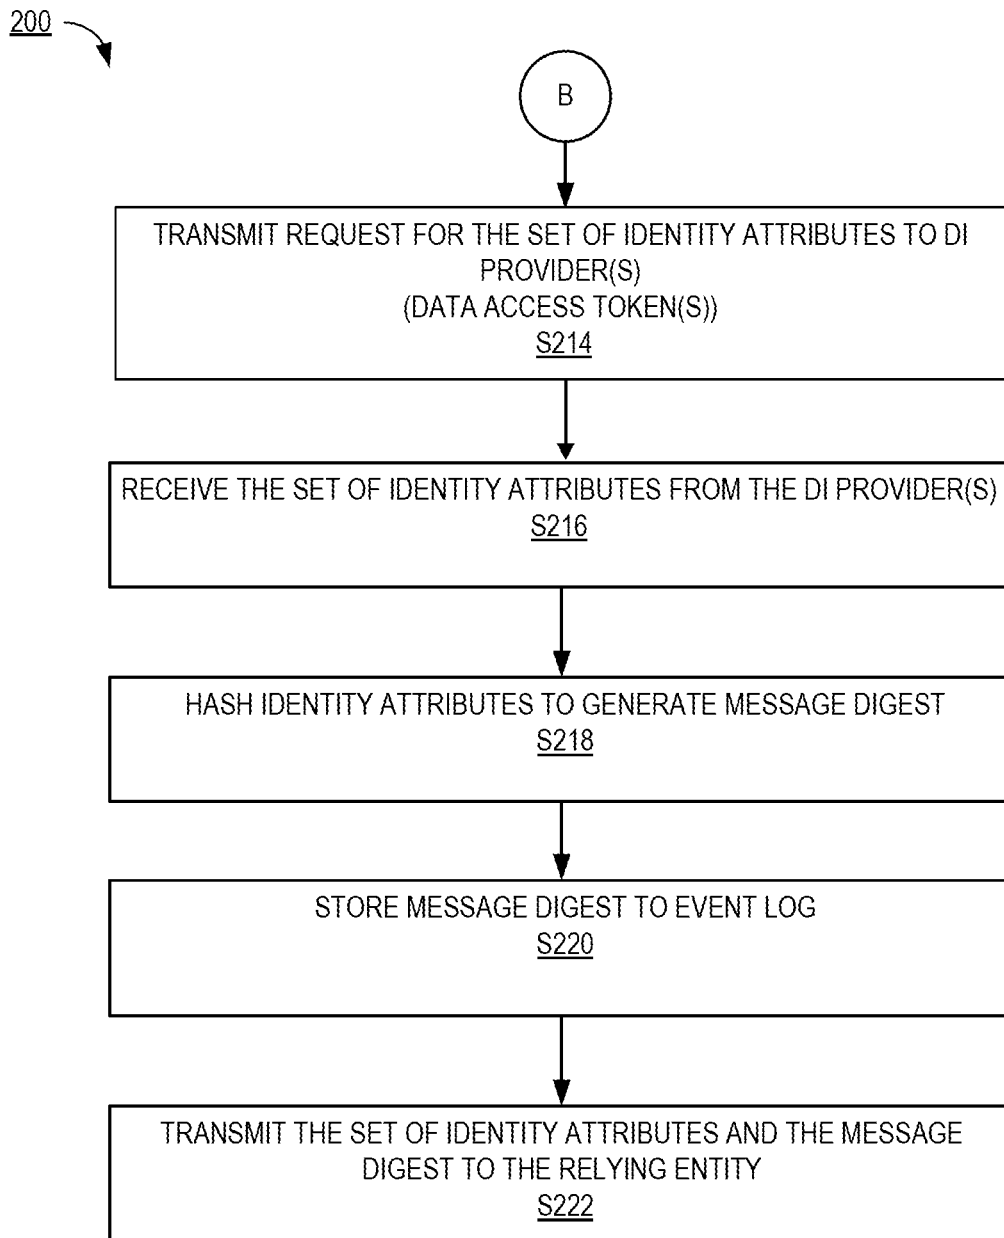 200
B
TRANSMIT REQUEST FOR THE SET OF IDENTITY ATTRIBUTES TO DI
PROVIDER(S)
(DATA ACCESS TOKEN(S))
S214
RECEIVE THE SET OF IDENTITY ATTRIBUTES FROM THE DI PROVIDER(S)
S216
HASH IDENTITY ATTRIBUTES TO GENERATE MESSAGE DIGEST
S218
STORE MESSAGE DIGEST TO EVENT LOG
S220
TRANSMIT THE SET OF IDENTITY ATTRIBUTES AND THE MESSAGE
DIGEST TO THE RELYING ENTITY
S222